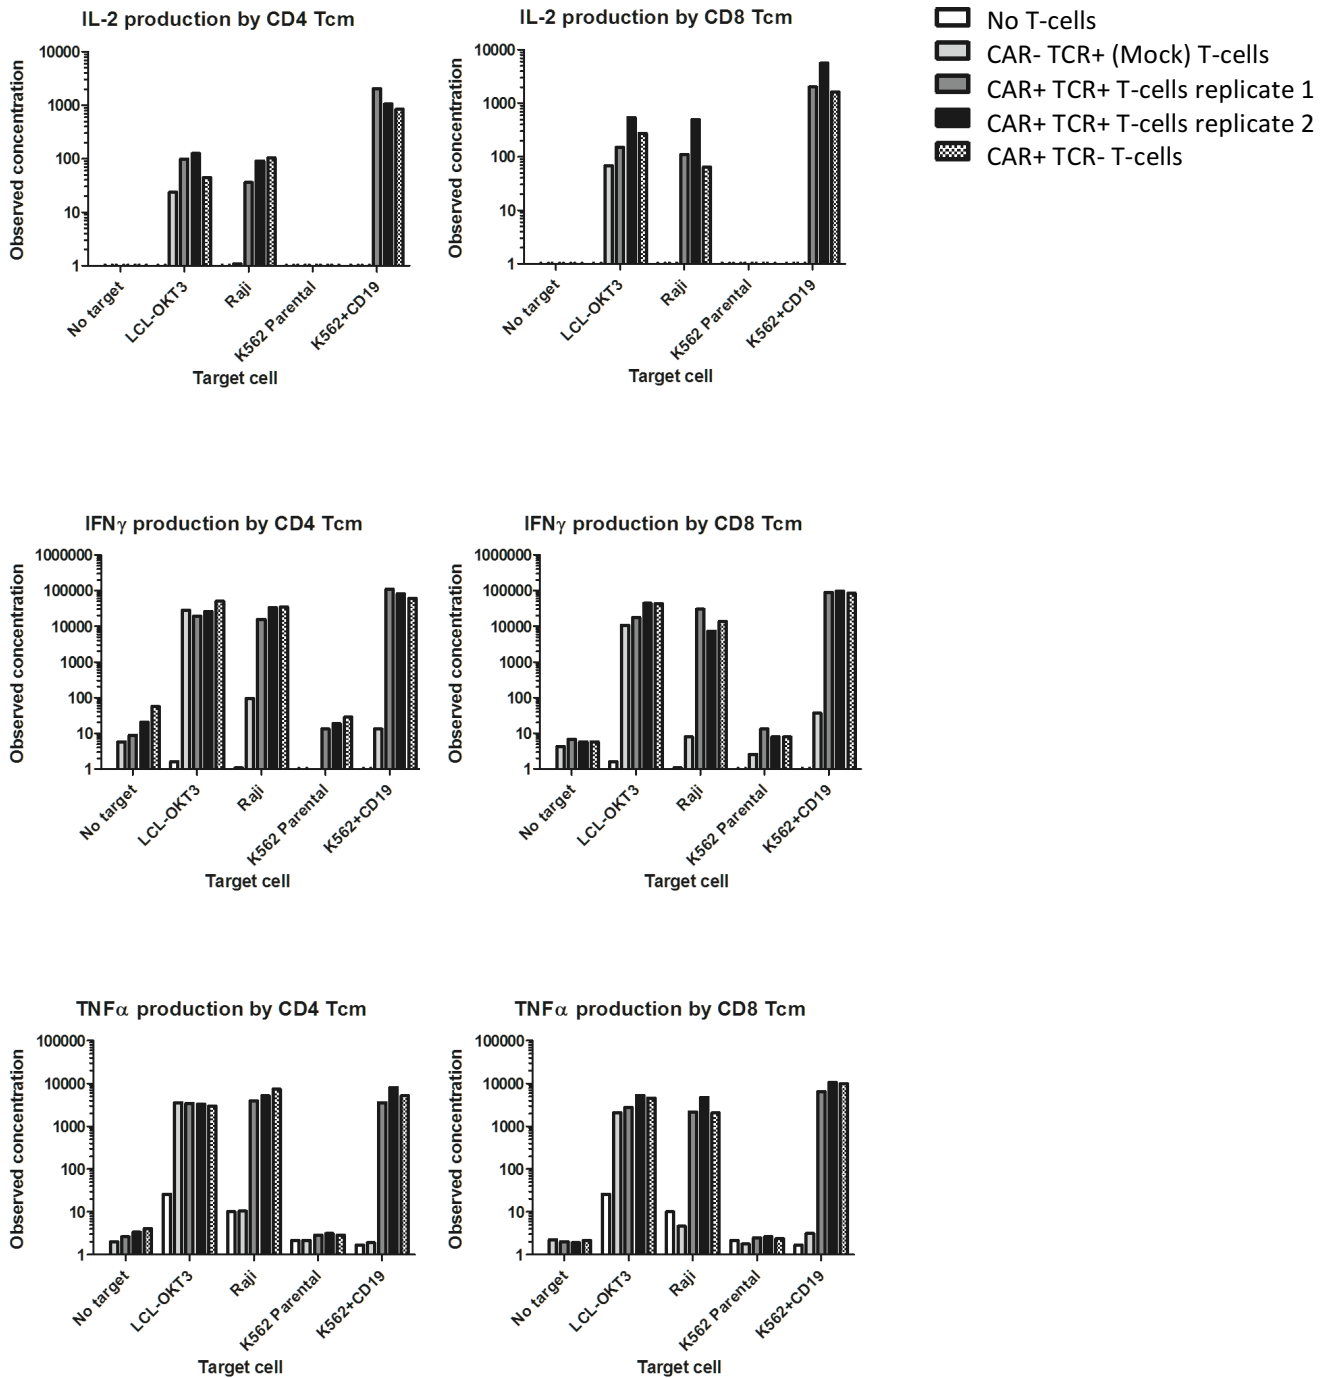 IL-2 production by CD4 Tcm
Observed concentration
10000
1000
100
10
1
No target
LCL-OKT3
Raji
K562 Parental
K562+CD19
Target cell
IL-2 production by CD8 Tcm
Observed concentration
10000
1000
100
10
1
No target
LCL-OKT3
Raji
K562 Parental
K562+CD19
Target cell
No T-cells
CAR- TCR+ (Mock) T-cells
CAR+ TCR+ T-cells replicate 1
CAR+ TCR+ T-cells replicate 2
CAR+ TCR- T-cells
IFNγ production by CD4 Tcm
Observed concentration
1000000
100000
10000
1000
100
10
1
No target
LCL-OKT3
Raji
K562 Parental
K562+CD19
Target cell
IFNγ production by CD8 Tcm
Observed concentration
1000000
100000
10000
1000
100
10
1
No target
LCL-OKT3
Raji
K562 Parental
K562+CD19
Target cell
TNFα production by CD4 Tcm
Observed concentration
100000
10000
1000
100
10
1
No target
LCL-OKT3
Raji
K562 Parental
K562+CD19
Target cell
TNFα production by CD8 Tcm
Observed concentration
100000
10000
1000
100
10
1
No target
LCL-OKT3
Raji
K562 Parental
K562+CD19
Target cell